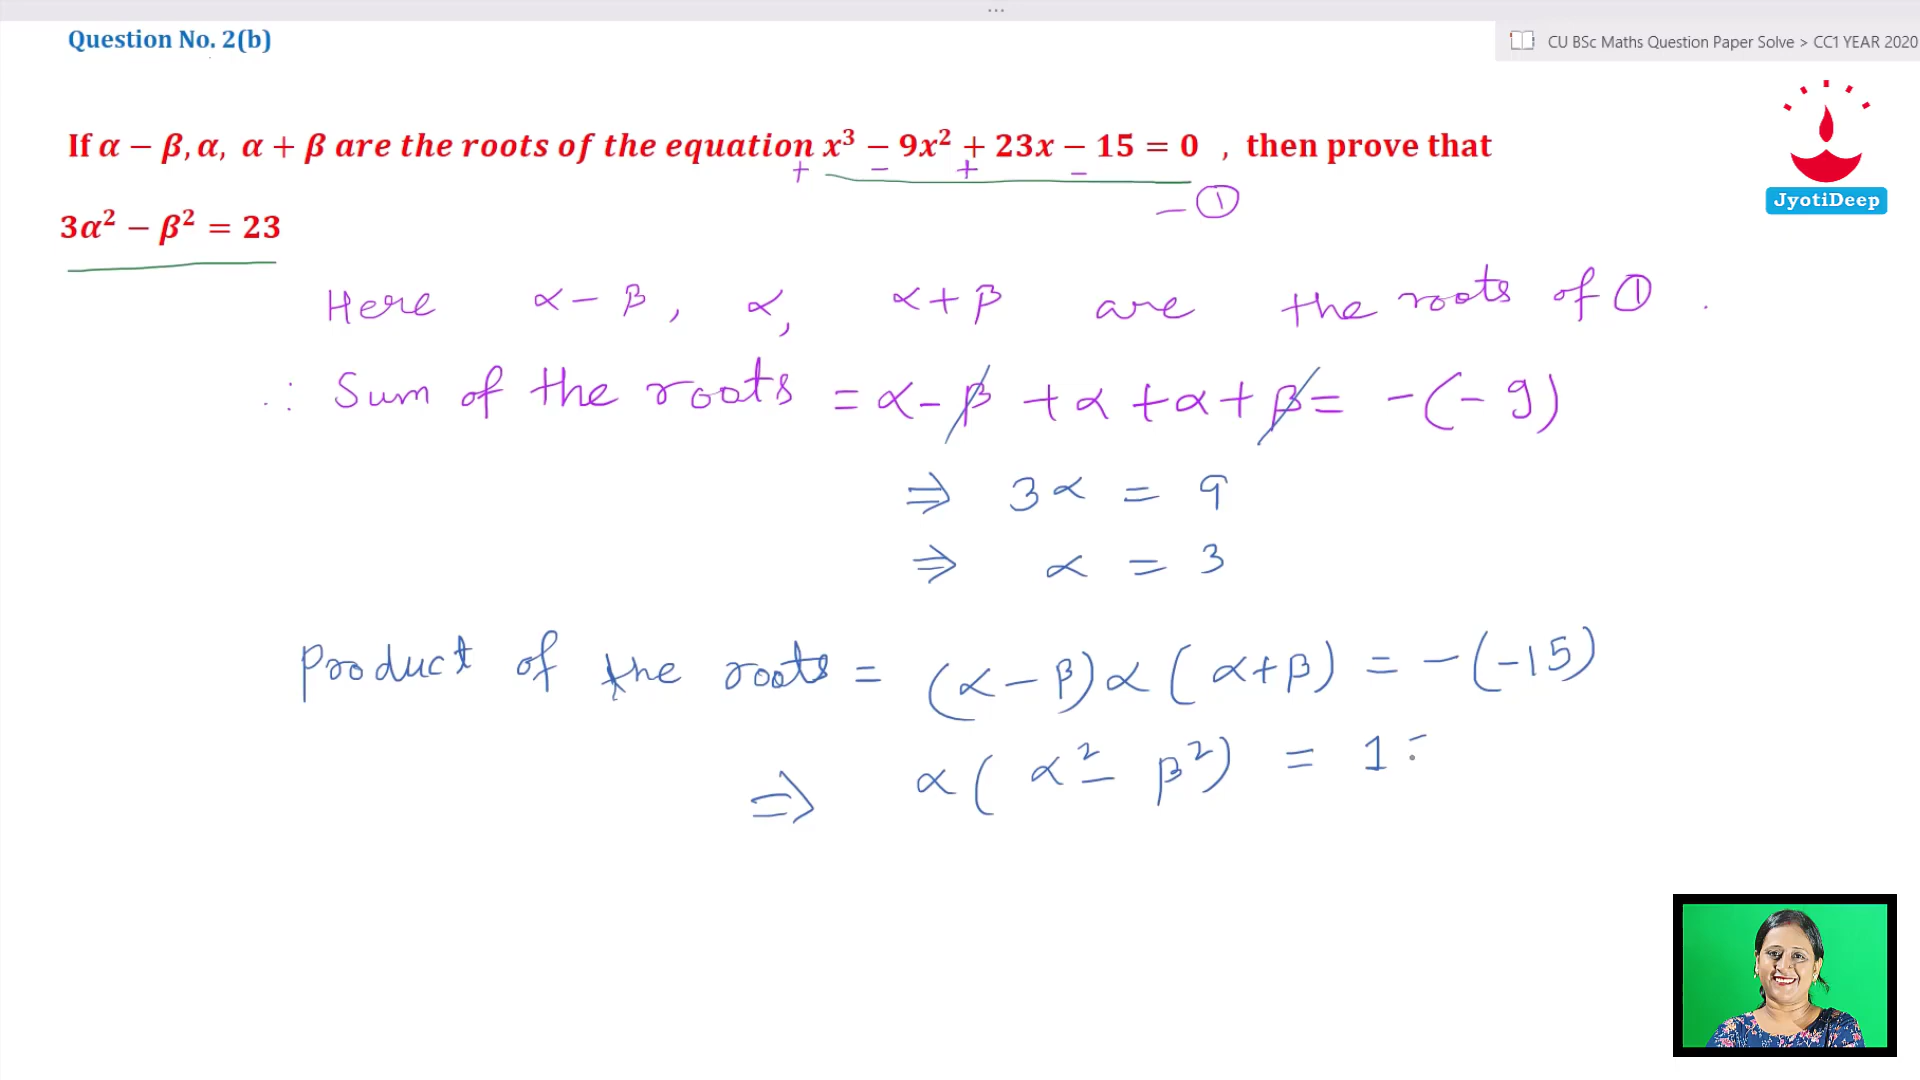 ...
Question No. 2(b)
CU BSc Maths Question Paper Solve > CC1 YEAR 2020
If α − β, α, α + β are the roots of the equation x³ − 9x² + 23x − 15 = 0 , then prove that
+ − + −
− ①
3α² − β² = 23
JyotiDeep
Here α − β, α, α + β are the roots of ① .
∴ Sum of the roots = α − β + α + α + β = − (− 9)
⇒ 3α = 9
⇒ α = 3
Product of the roots = (α − β) α (α + β) = − (−15)
⇒ α ( α² − β²) = 1